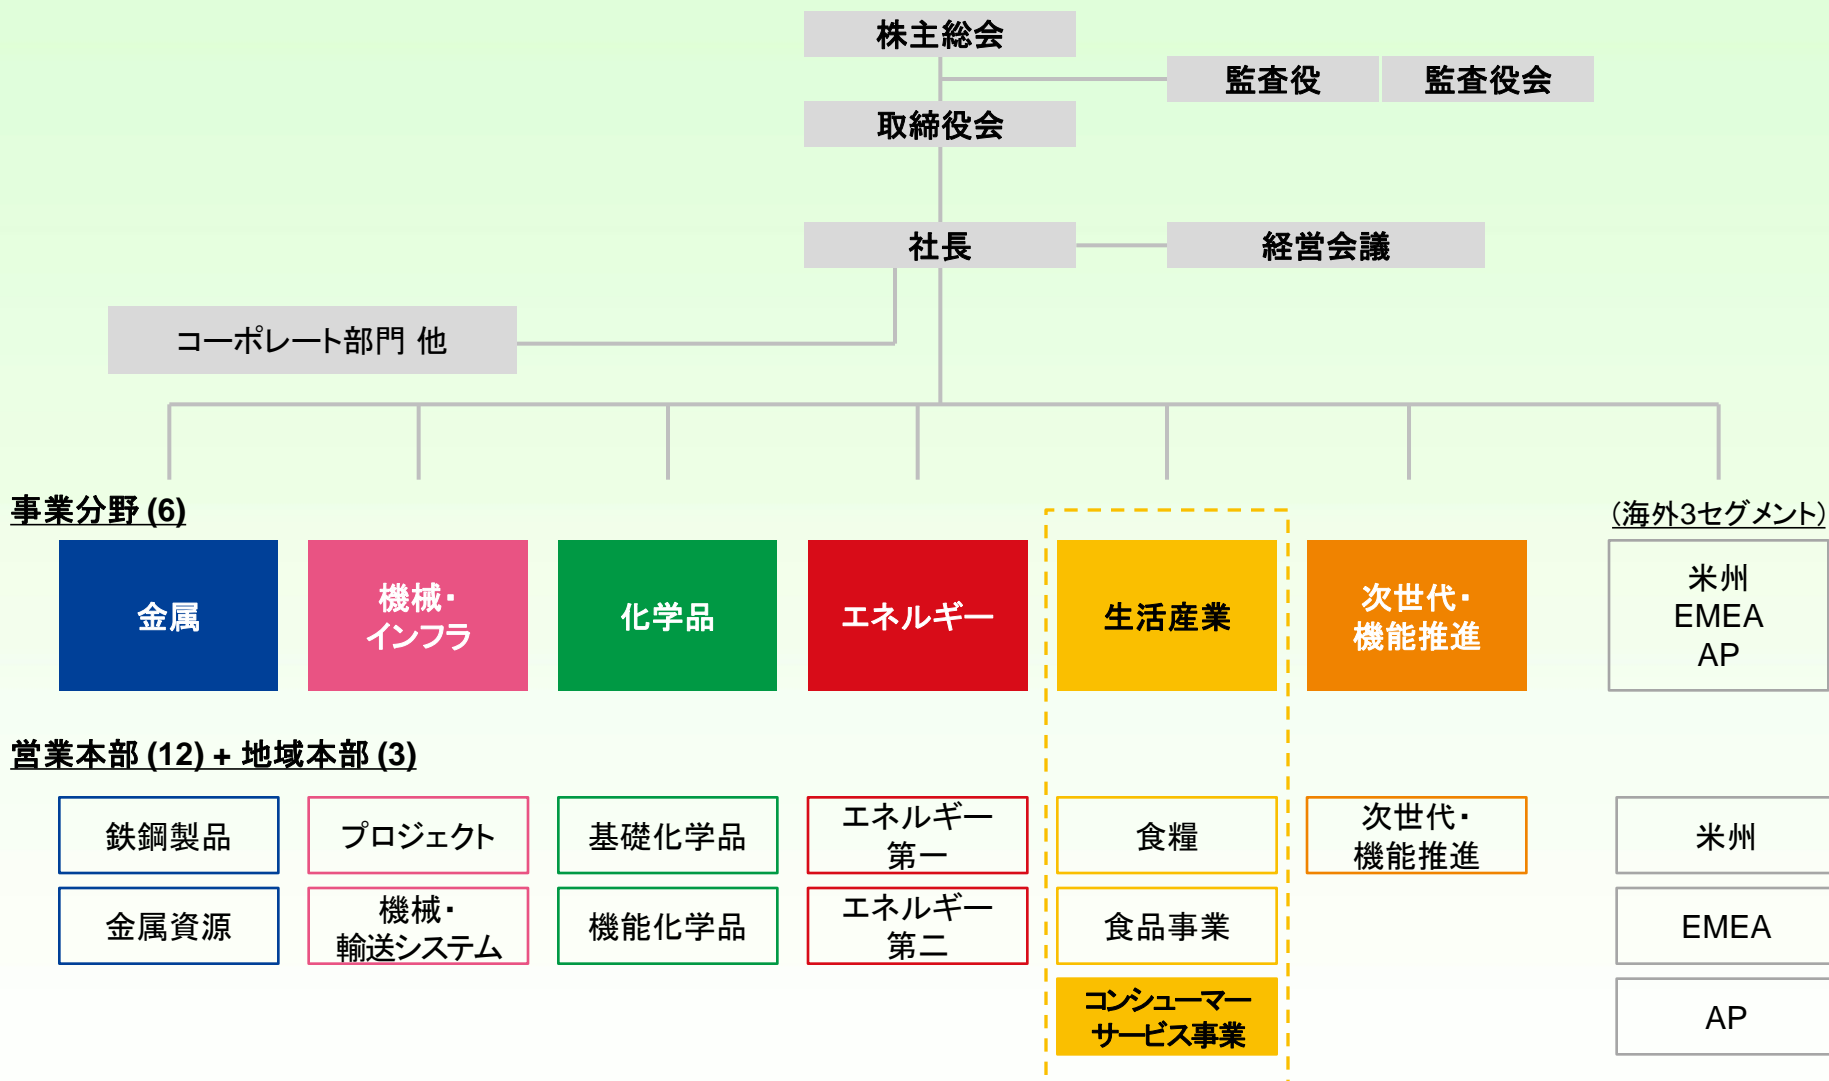 株主総会
監査役
監査役会
取締役会
社長
経営会議
コーポレート部門 他
事業分野 (6)
(海外3セグメント)
金属
機械・
インフラ
化学品
エネルギー
生活産業
次世代・
機能推進
米州
EMEA
AP
営業本部 (12) + 地域本部 (3)
鉄鋼製品
プロジェクト
基礎化学品
エネルギー
第一
食糧
次世代・
機能推進
米州
金属資源
機械・
輸送システム
機能化学品
エネルギー
第二
食品事業
EMEA
コンシューマー
サービス事業
AP